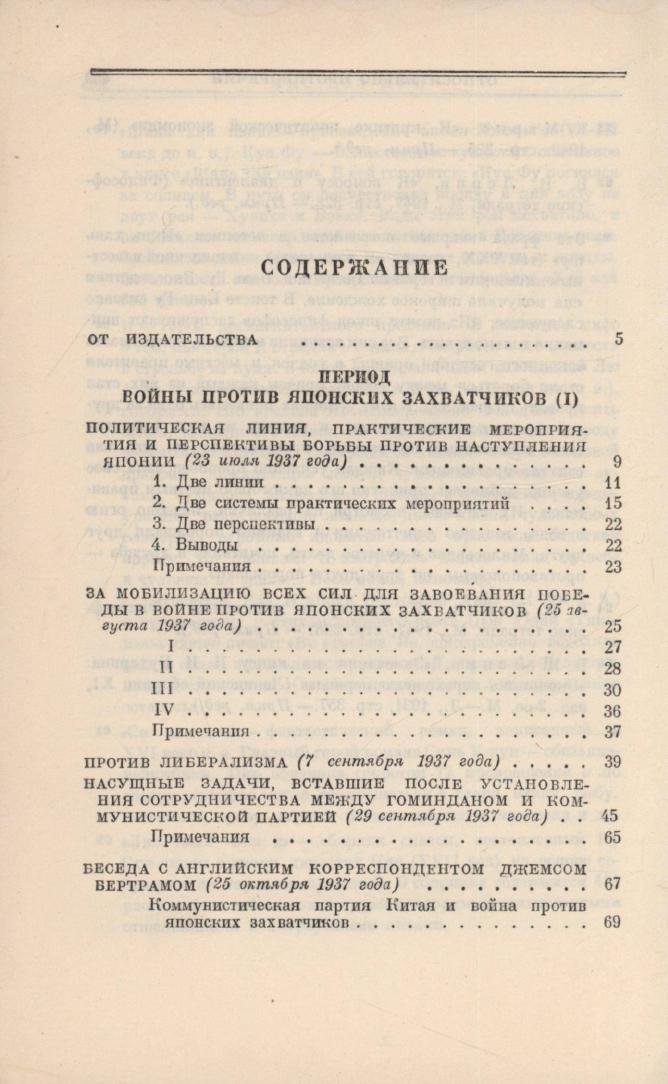 СОДЕРЖАНИЕ
ОТ ИЗДАТЕЛЬСТВА . . . . . . . . . . . . . . . . . . . . . 5
ПЕРИОД
ВОЙНЫ ПРОТИВ ЯПОНСКИХ ЗАХВАТЧИКОВ (I)
ПОЛИТИЧЕСКАЯ ЛИНИЯ, ПРАКТИЧЕСКИЕ МЕРОПРИЯ-
ТИЯ И ПЕРСПЕКТИВЫ БОРЬБЫ ПРОТИВ НАСТУПЛЕНИЯ
ЯПОНИИ (23 июля 1937 года) . . . . . . . . . . . . . . . 9
1. Две линии . . . . . . . . . . . . . . . . . . . . . 11
2. Две системы практических мероприятий . . . . 15
3. Две перспективы . . . . . . . . . . . . . . . . . 22
4. Выводы . . . . . . . . . . . . . . . . . . . . . . 22
Примечания . . . . . . . . . . . . . . . . . . . . . . 23
ЗА МОБИЛИЗАЦИЮ ВСЕХ СИЛ ДЛЯ ЗАВОЕВАНИЯ ПОБЕ-
ДЫ В ВОЙНЕ ПРОТИВ ЯПОНСКИХ ЗАХВАТЧИКОВ (25 ав-
густа 1937 года) . . . . . . . . . . . . . . . . . . . . . 25
I . . . . . . . . . . . . . . . . . . . . . . . . . . . 27
II . . . . . . . . . . . . . . . . . . . . . . . . . . 28
III . . . . . . . . . . . . . . . . . . . . . . . . . . 30
IV . . . . . . . . . . . . . . . . . . . . . . . . . . 36
Примечания . . . . . . . . . . . . . . . . . . . . . . 37
ПРОТИВ ЛИБЕРАЛИЗМА (7 сентября 1937 года) . . . . . 39
НАСУЩНЫЕ ЗАДАЧИ, ВСТАВШИЕ ПОСЛЕ УСТАНОВЛЕ-
НИЯ СОТРУДНИЧЕСТВА МЕЖДУ ГОМИНДАНОМ И КОМ-
МУНИСТИЧЕСКОЙ ПАРТИЕЙ (29 сентября 1937 года) . . 45
Примечания . . . . . . . . . . . . . . . . . . . . . 65
БЕСЕДА С АНГЛИЙСКИМ КОРРЕСПОНДЕНТОМ ДЖЕМСОМ
БЕРТРАМОМ (25 октября 1937 года) . . . . . . . . . . 67
Коммунистическая партия Китая и война против
японских захватчиков . . . . . . . . . . . . . . . 69